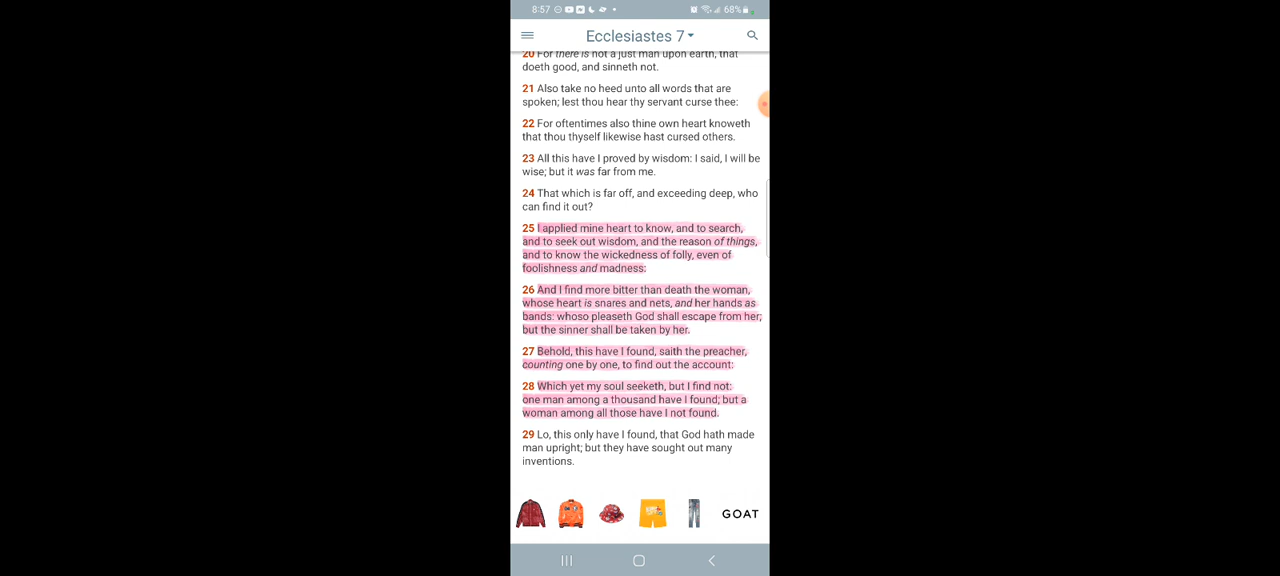 8:57
68%
Ecclesiastes 7
20 For there is not a just man upon earth, that
doeth good, and sinneth not.
21 Also take no heed unto all words that are
spoken; lest thou hear thy servant curse thee:
22 For oftentimes also thine own heart knoweth
that thou thyself likewise hast cursed others.
23 All this have I proved by wisdom: I said, I will be
wise; but it was far from me.
24 That which is far off, and exceeding deep, who
can find it out?
25 I applied mine heart to know, and to search,
and to seek out wisdom, and the reason of things,
and to know the wickedness of folly, even of
foolishness and madness:
26 And I find more bitter than death the woman,
whose heart is snares and nets, and her hands as
bands: whoso pleaseth God shall escape from her;
but the sinner shall be taken by her.
27 Behold, this have I found, saith the preacher,
counting one by one, to find out the account:
28 Which yet my soul seeketh, but I find not:
one man among a thousand have I found; but a
woman among all those have I not found.
29 Lo, this only have I found, that God hath made
man upright; but they have sought out many
inventions.
GOAT